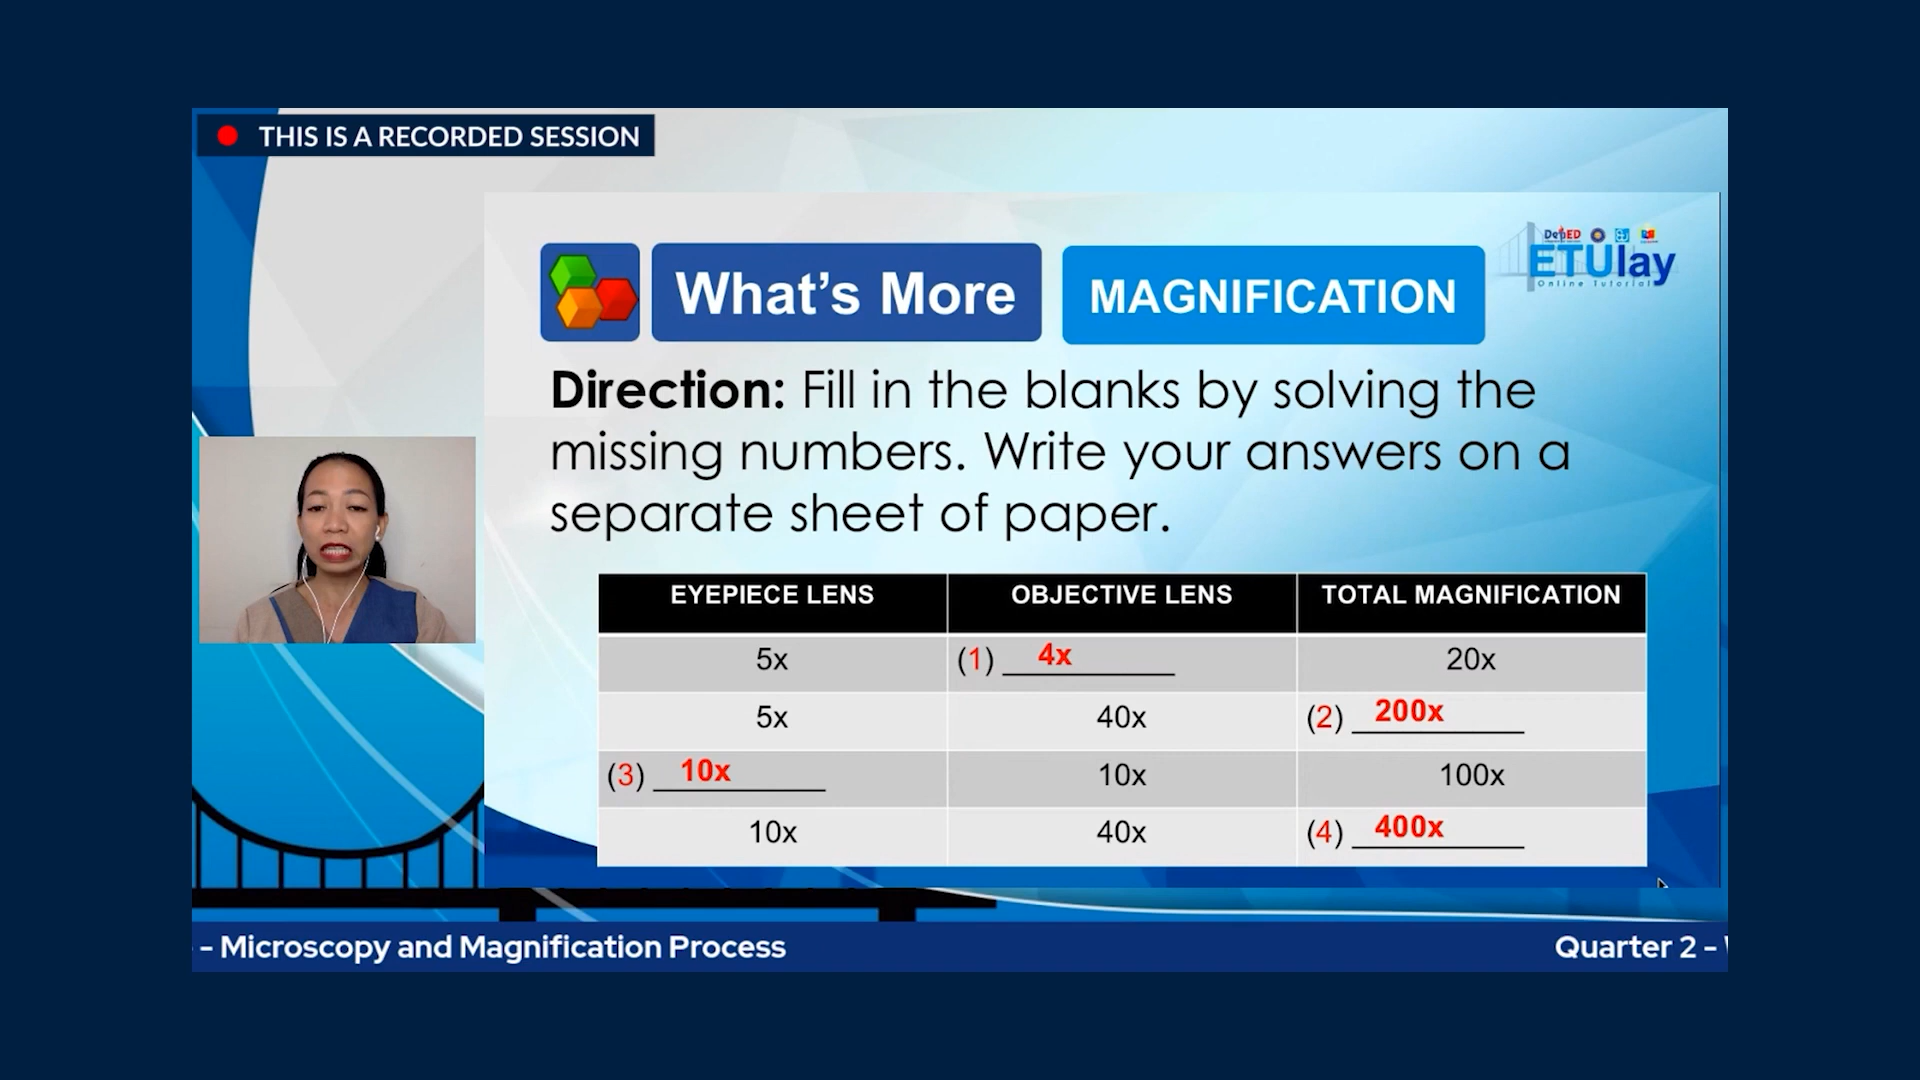 THIS IS A RECORDED SESSION
DepED
ETUlay
Online Tutorial
What's More
MAGNIFICATION
Direction: Fill in the blanks by solving the
missing numbers. Write your answers on a
separate sheet of paper.
EYEPIECE LENS OBJECTIVE LENS TOTAL MAGNIFICATION
5x (1) 4x 20x
5x 40x (2) 200x
(3) 10x 10x 100x
10x 40x (4) 400x
– Microscopy and Magnification Process Quarter 2 –